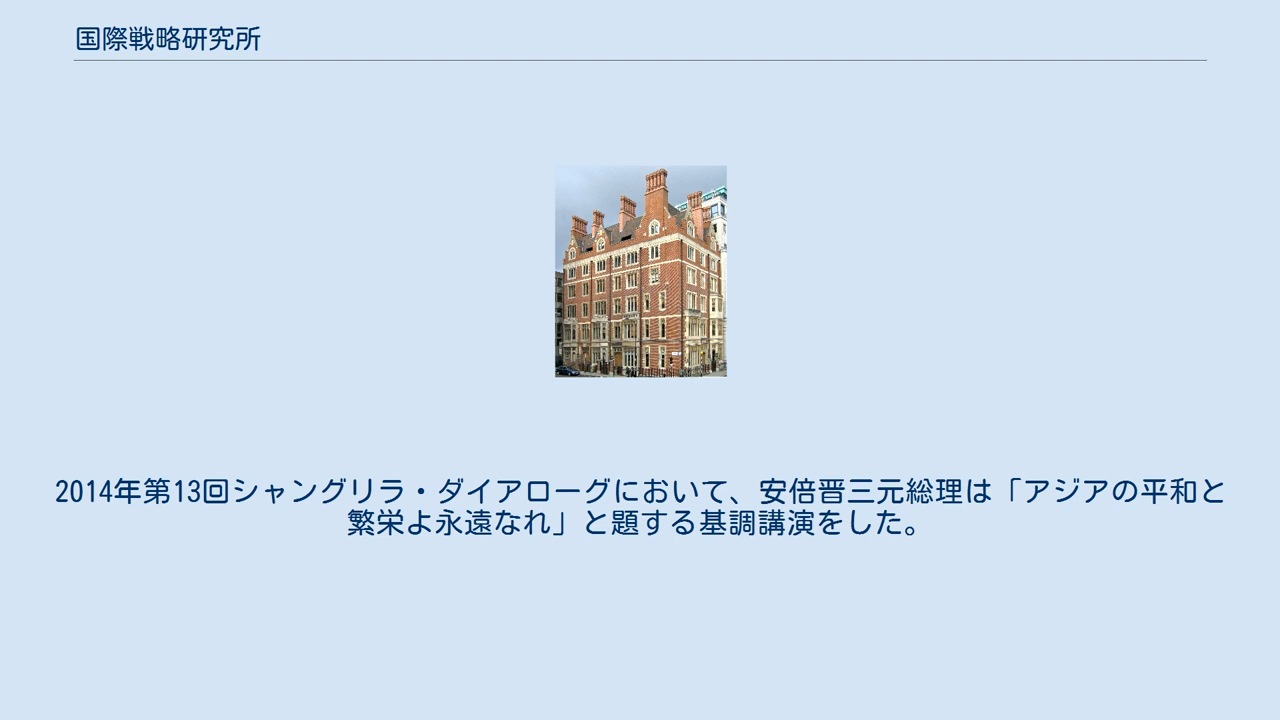 国際戦略研究所
2014年第13回シャングリラ・ダイアローグにおいて、安倍晋三元総理は「アジアの平和と
繁栄よ永遠なれ」と題する基調講演をした。